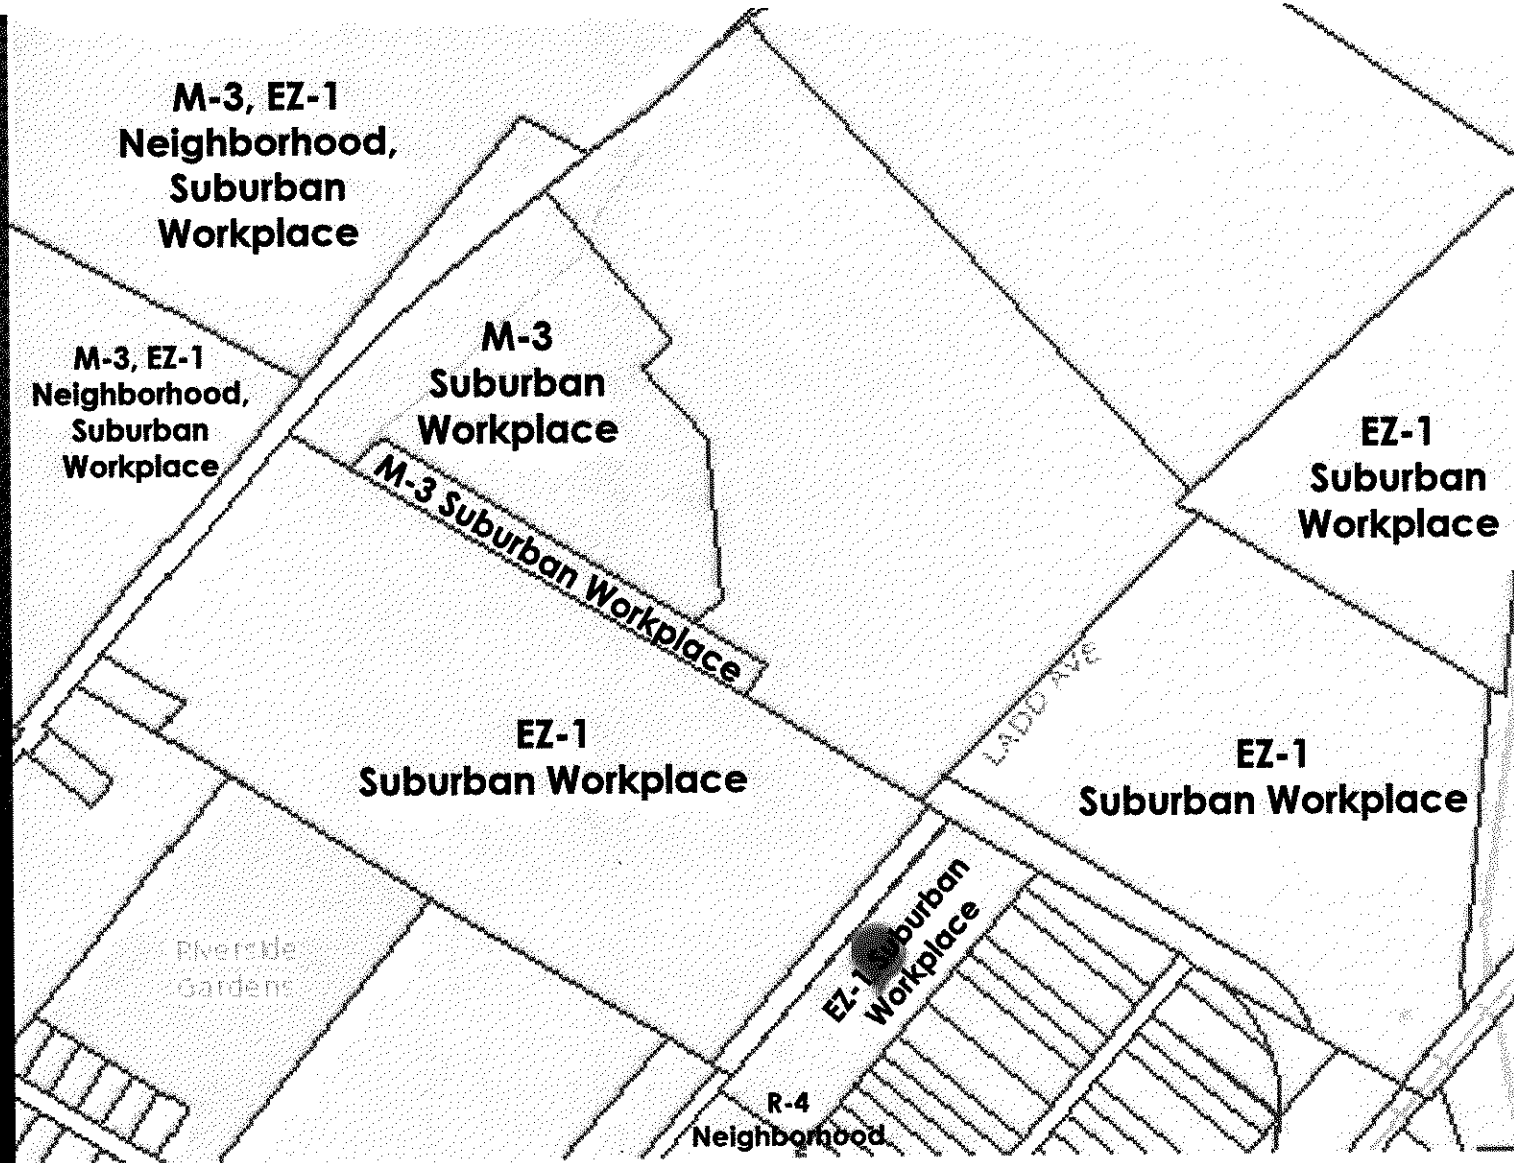 M-3, EZ-1
Neighborhood,
Suburban
Workplace
M-3, EZ-1
Neighborhood,
Suburban
Workplace
M-3
Suburban
Workplace
M-3 Suburban Workplace
EZ-1
Suburban
Workplace
LADD AVE
EZ-1
Suburban Workplace
EZ-1
Suburban Workplace
EZ-1 Suburban
Workplace
Riverside
Gardens
R-4
Neighborhood